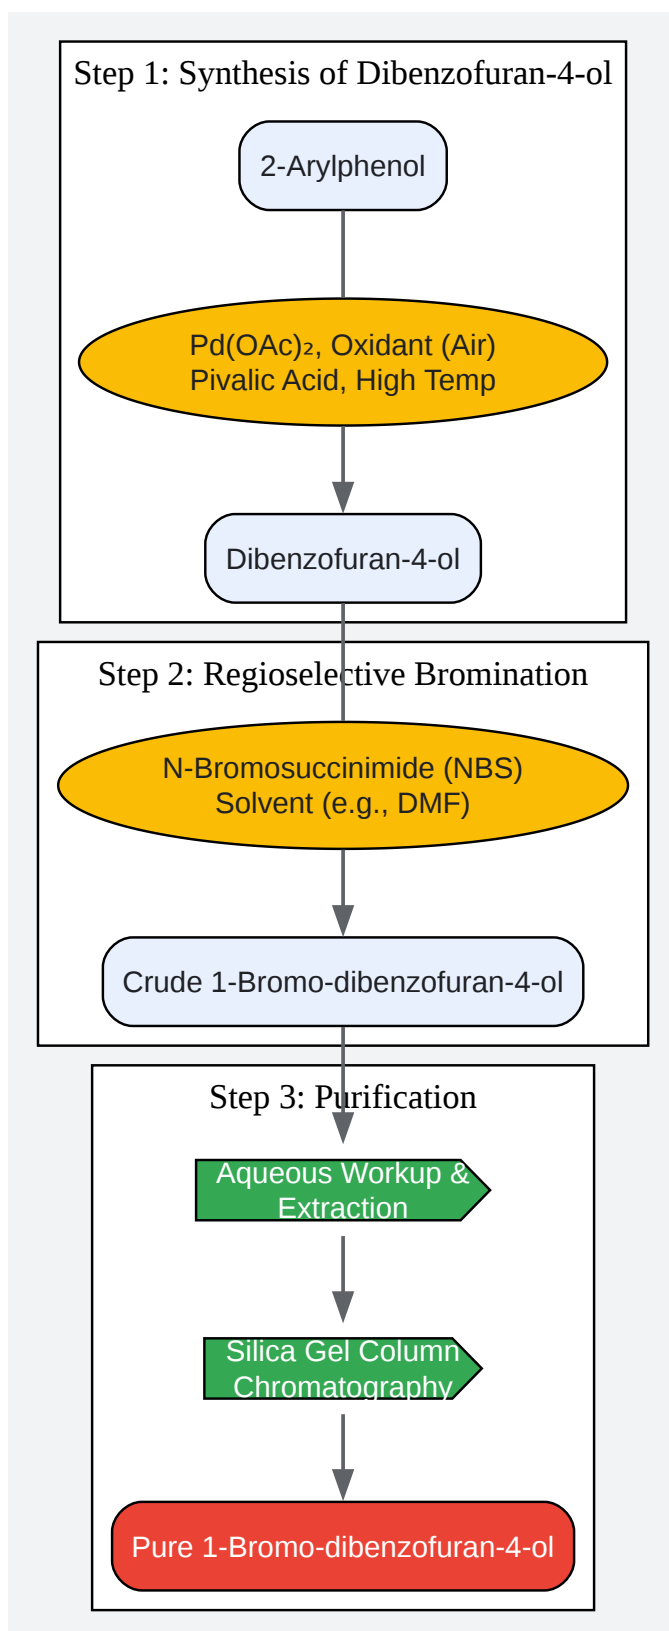 Step 1: Synthesis of Dibenzofuran-4-ol
2-Arylphenol
Pd(OAc)₂, Oxidant (Air)
Pivalic Acid, High Temp
Dibenzofuran-4-ol
Step 2: Regioselective Bromination
N-Bromosuccinimide (NBS)
Solvent (e.g., DMF)
Crude 1-Bromo-dibenzofuran-4-ol
Step 3: Purification
Aqueous Workup &
Extraction
Silica Gel Column
Chromatography
Pure 1-Bromo-dibenzofuran-4-ol